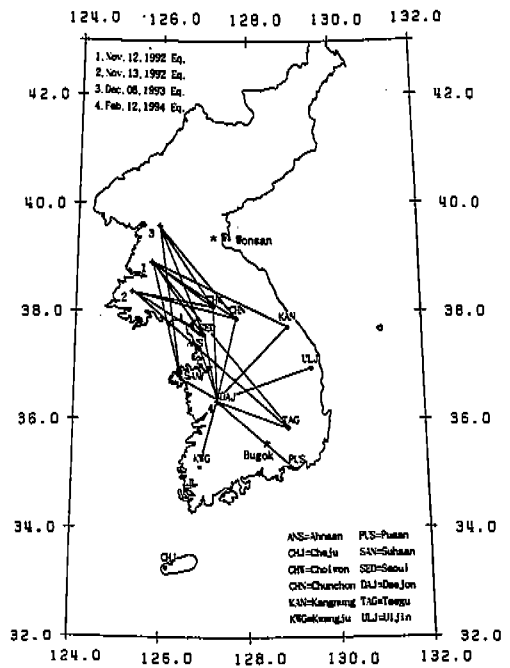 124.0 126.0 128.0 130.0 132.0
1. Nov, 12, 1992 Eq.
2. Nov, 13, 1992 Eq.
3. Dec, 06, 1993 Eq.
4. Feb, 12, 1994 Eq.
42.0 42.0
40.0 40.0
3
Wonsan
1
2
38.0 38.0
CHN
KAN
SEO
ULJ
DAJ
4
36.0 36.0
TAG
KWG
Bugok
PUS
34.0 34.0
CHJ
ANS=Ahnsan PUS=Pusan
CHJ=Cheju SAN=Suhsan
CHW=Cholwon SEO=Seoul
CHN=Chunchon DAJ=Daejon
KAN=Kangnung TAG=Taegu
KWG=Kwangju ULJ=Uljin
32.0 32.0
124.0 126.0 128.0 130.0 132.0